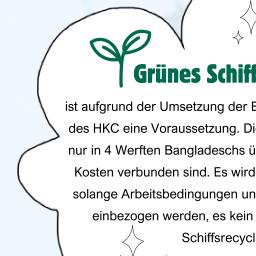 Grünes Schiff
ist aufgrund der Umsetzung der
des HKC eine Voraussetzung. Di
nur in 4 Werften Bangladeschs ü
Kosten verbunden sind. Es wird
solange Arbeitsbedingungen un
einbezogen werden, es kein
Schiffsrecycl